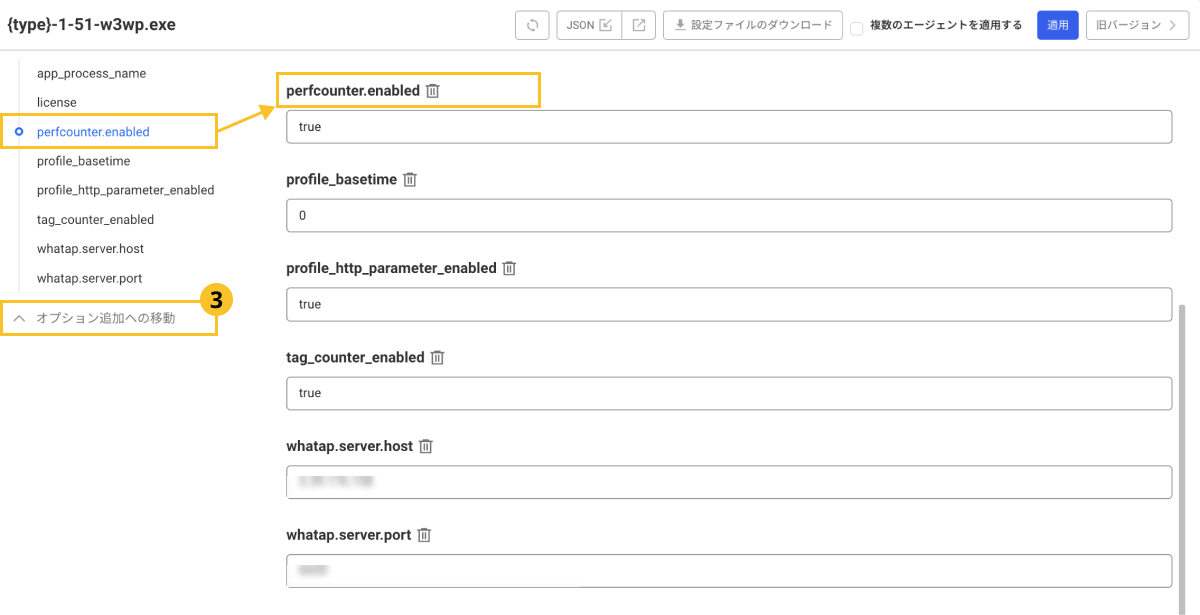 {type}-1-51-w3wp.exe
JSON
設定ファイルのダウンロード
複数のエージェントを適用する
適用
旧バージョン
app_process_name
license
perfcounter.enabled
profile_basetime
profile_http_parameter_enabled
tag_counter_enabled
whatap.server.host
whatap.server.port
3
オプション追加への移動
perfcounter.enabled
true
profile_basetime
0
profile_http_parameter_enabled
true
tag_counter_enabled
true
whatap.server.host
whatap.server.port